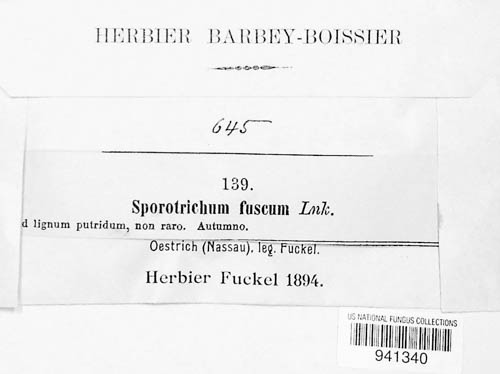 HERBIER BARBEY-BOISSIER
645
139.
Sporotrichum fuscum Lnk.
d lignum putridum, non raro. Autumno.
Oestrich (Nassau), leg. Fuckel.
Herbier Fuckel 1894.
US NATIONAL FUNGUS COLLECTIONS
941340